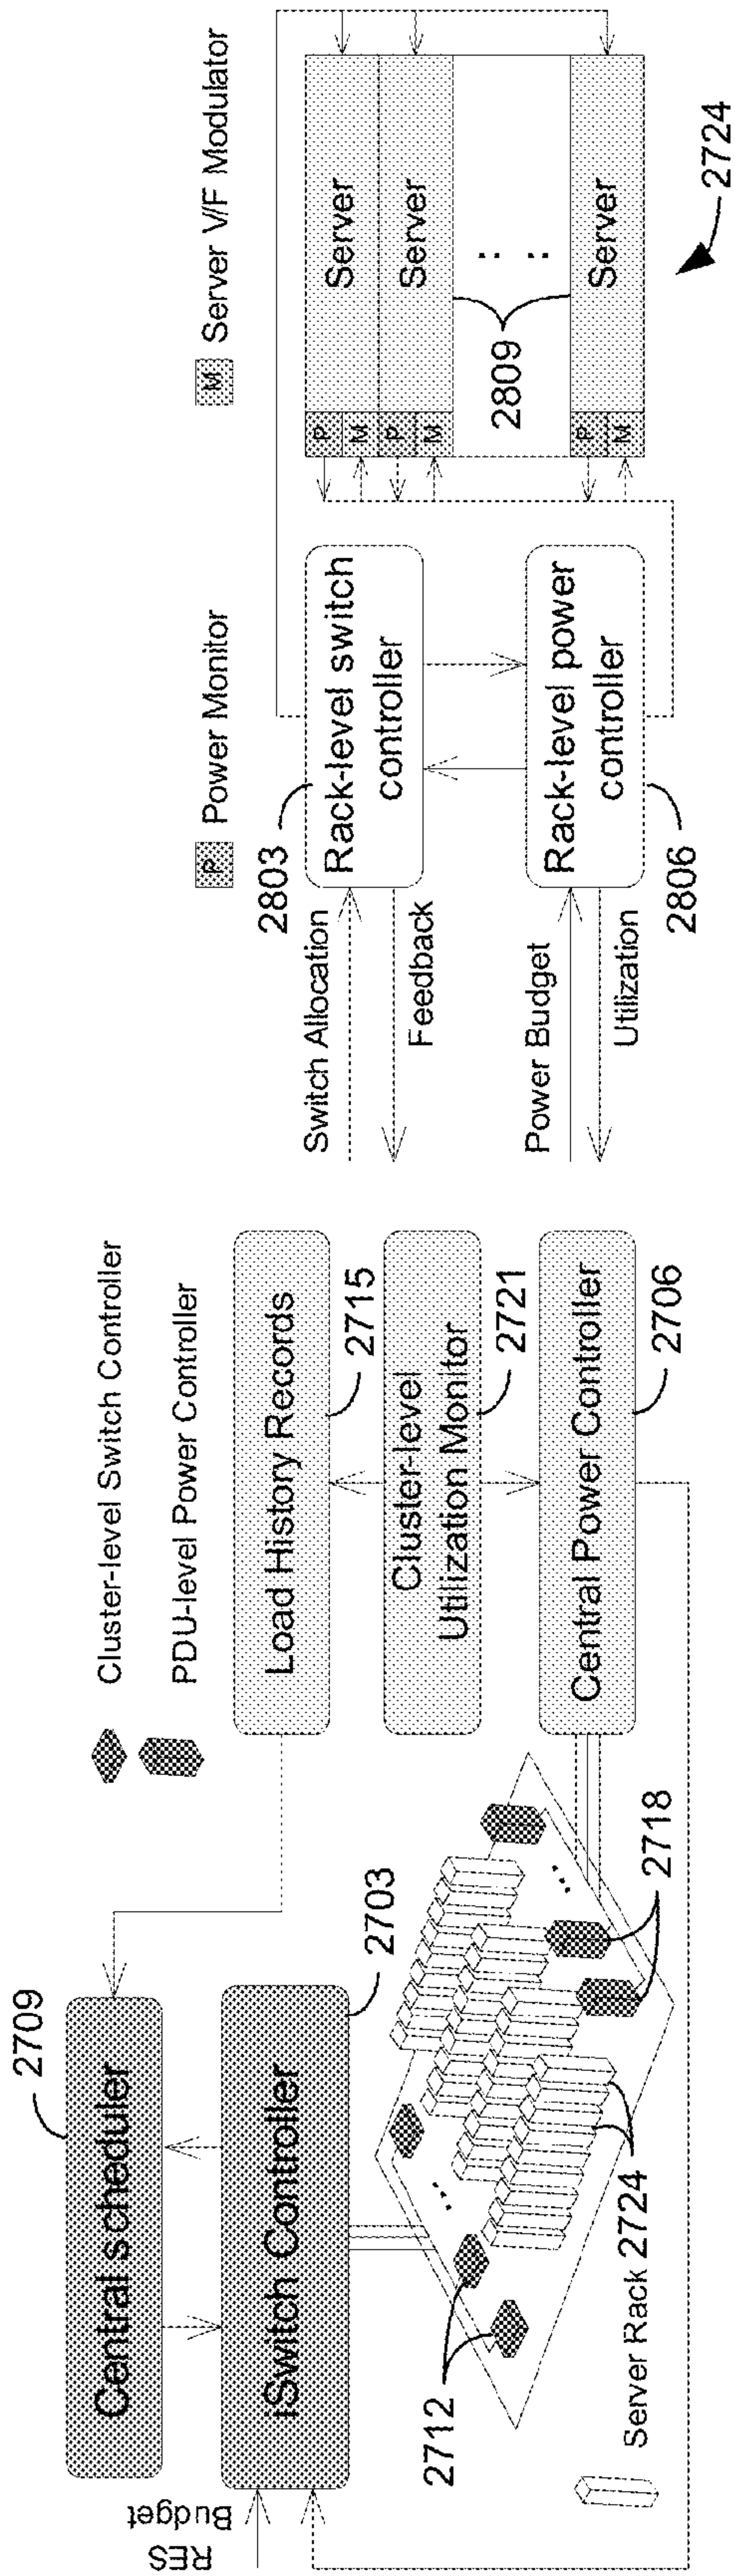 RES
Budget
Central scheduler
2709
iSwitch Controller
2703
2712
Server Rack 2724
2718
Cluster-level Switch Controller
PDU-level Power Controller
Load History Records
2715
Cluster-level
Utilization Monitor
2721
Central Power Controller
2706
P Power Monitor
M Server V/F Modulator
Switch Allocation
Feedback
2803
Rack-level switch
controller
Power Budget
Utilization
Rack-level power
controller
2806
P
M
Server
P
M
Server
2809
P
M
Server
2724